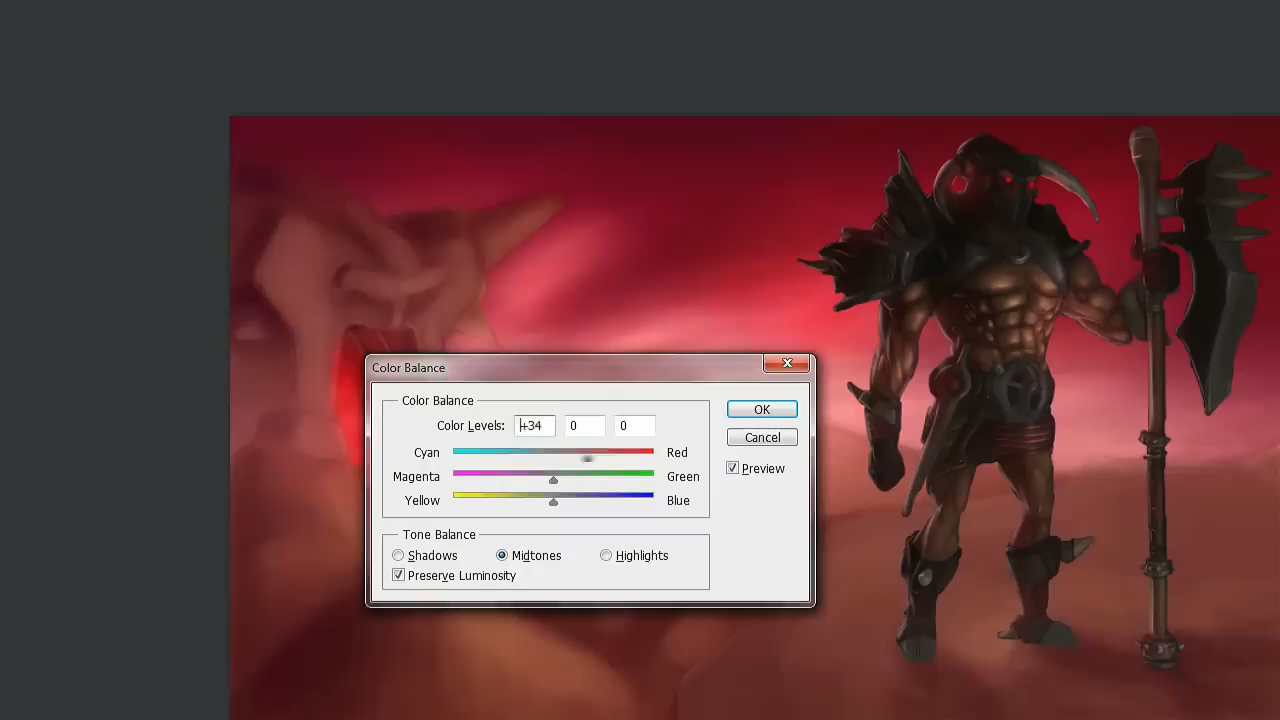 Color Balance
Color Balance
Color Levels: +34 0 0
Cyan Red
Magenta Green
Yellow Blue
Tone Balance
Shadows Midtones Highlights
Preserve Luminosity
OK
Cancel
Preview